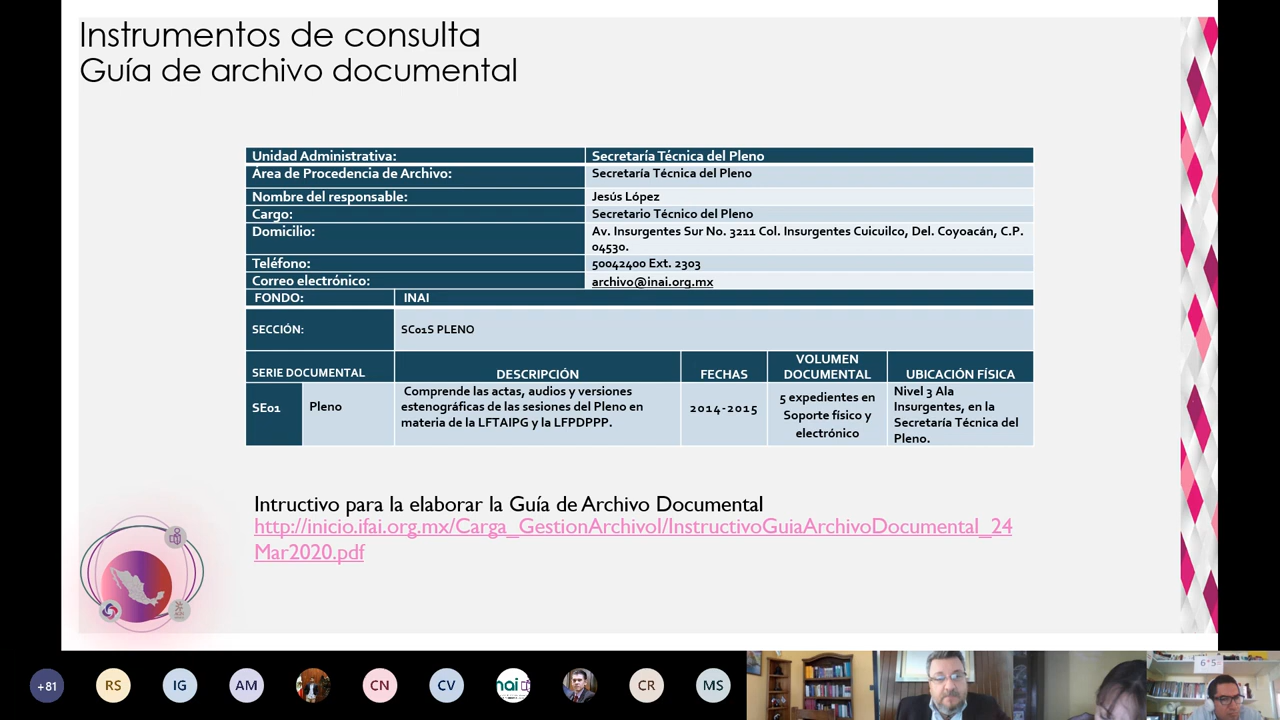 Instrumentos de consulta
Guía de archivo documental
Unidad Administrativa: Secretaría Técnica del Pleno
Área de Procedencia de Archivo: Secretaría Técnica del Pleno
Nombre del responsable: Jesús López
Cargo: Secretario Técnico del Pleno
Domicilio: Av. Insurgentes Sur No. 3211 Col. Insurgentes Cuicuilco, Del. Coyoacán, C.P.
04530.
Teléfono: 50042400 Ext. 2303
Correo electrónico: archivo@inai.org.mx
FONDO: INAI
SECCIÓN: SC01S PLENO
SERIE DOCUMENTAL
DESCRIPCIÓN
FECHAS
VOLUMEN
DOCUMENTAL
UBICACIÓN FÍSICA
SE01
Pleno
Comprende las actas, audios y versiones
estenográficas de las sesiones del Pleno en
materia de la LFTAIPG y la LFPDPPP.
2014-2015
5 expedientes en
Soporte físico y
electrónico
Nivel 3 Ala
Insurgentes, en la
Secretaría Técnica del
Pleno.
Intructivo para la elaborar la Guía de Archivo Documental
http://inicio.ifai.org.mx/Carga_GestionArchivoI/InstructivoGuiaArchivoDocumental_24
Mar2020.pdf
+81
RS
IG
AM
CN
CV
nai
CR
MS